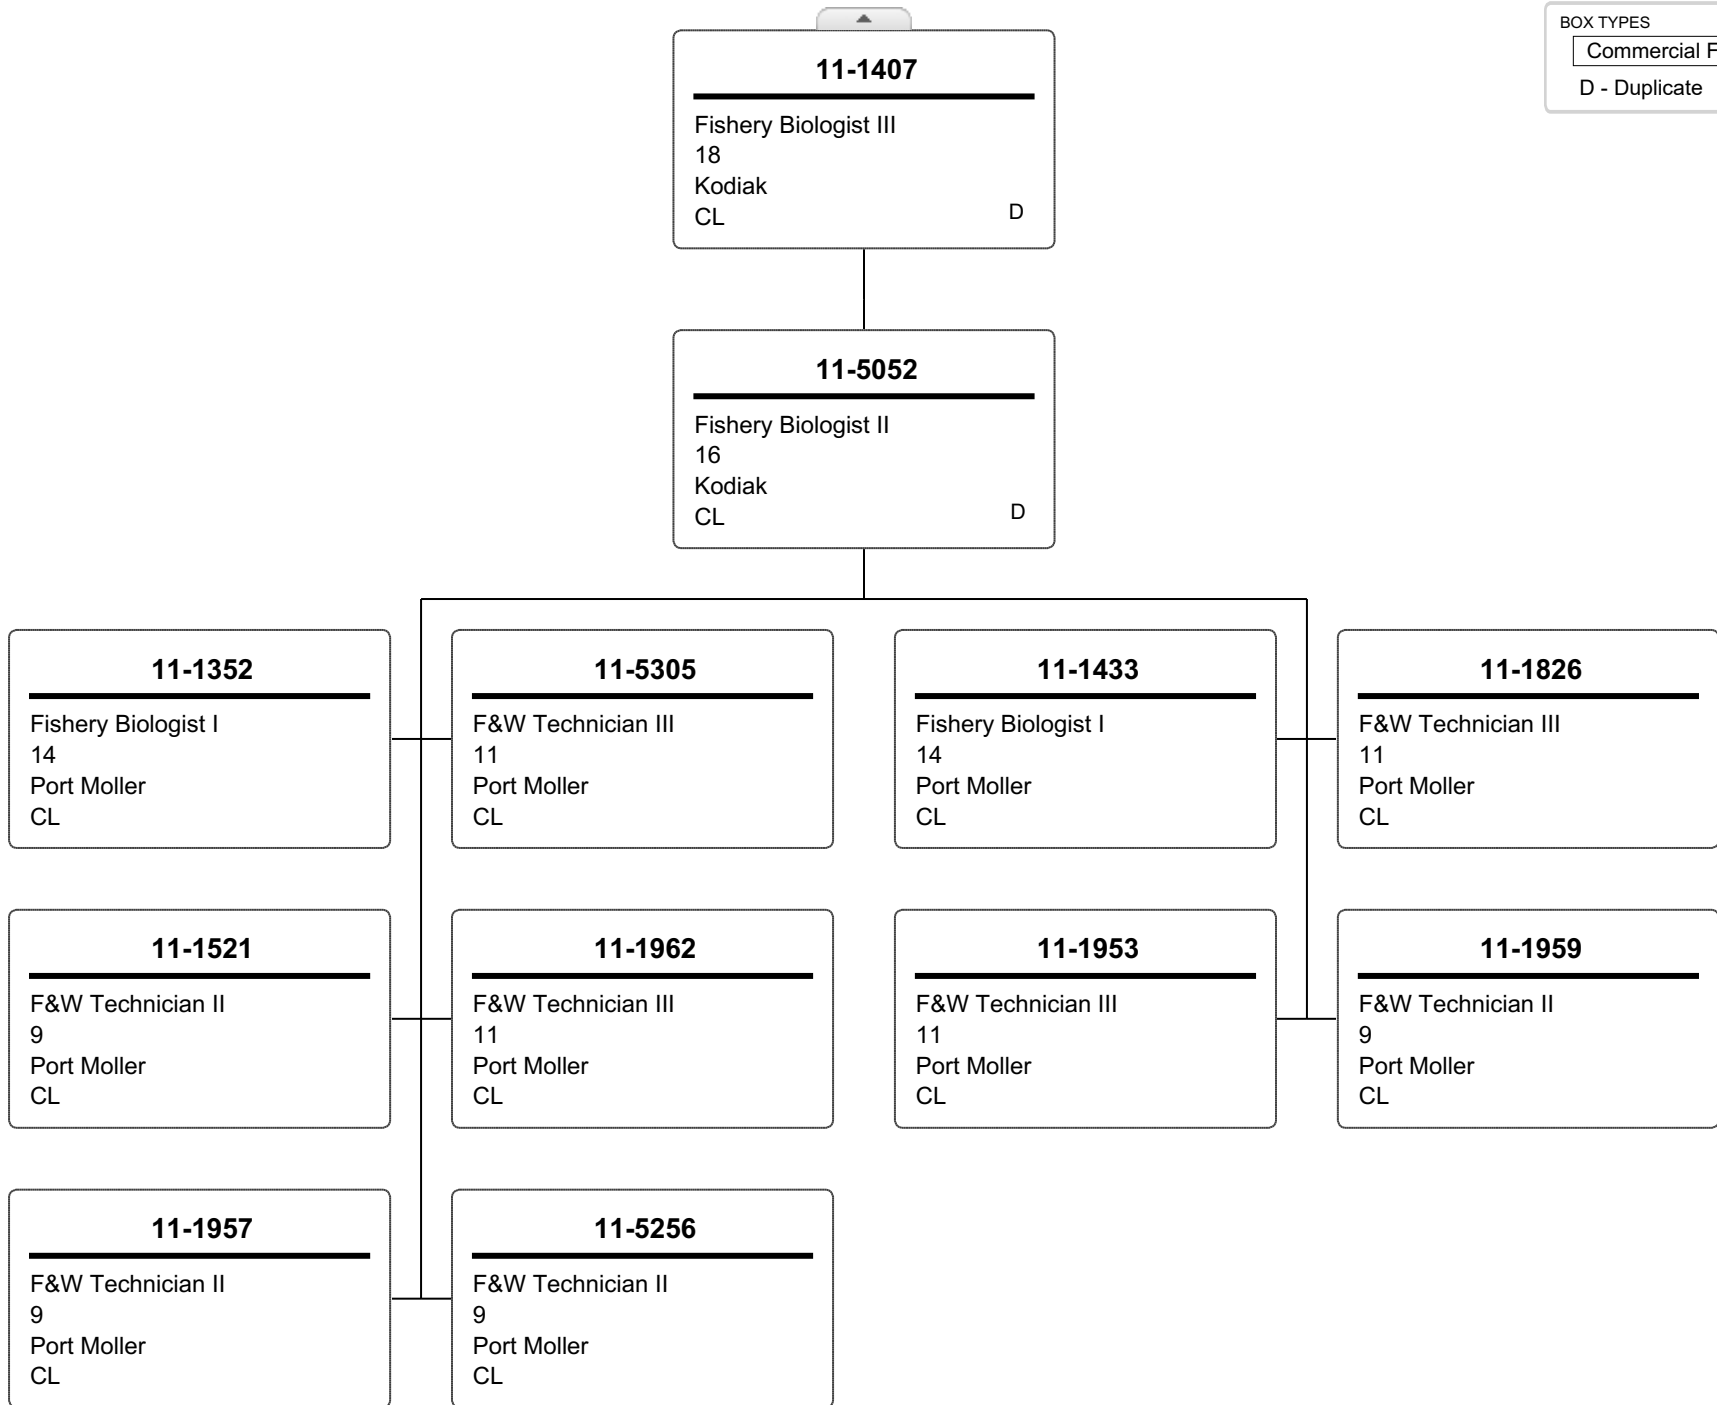 BOX TYPES
Commercial F
D - Duplicate
11-1407
Fishery Biologist III
18
Kodiak
CL
D
11-5052
Fishery Biologist II
16
Kodiak
CL
D
11-1352
Fishery Biologist I
14
Port Moller
CL
11-5305
F&W Technician III
11
Port Moller
CL
11-1433
Fishery Biologist I
14
Port Moller
CL
11-1826
F&W Technician III
11
Port Moller
CL
11-1521
F&W Technician II
9
Port Moller
CL
11-1962
F&W Technician III
11
Port Moller
CL
11-1953
F&W Technician III
11
Port Moller
CL
11-1959
F&W Technician II
9
Port Moller
CL
11-1957
F&W Technician II
9
Port Moller
CL
11-5256
F&W Technician II
9
Port Moller
CL